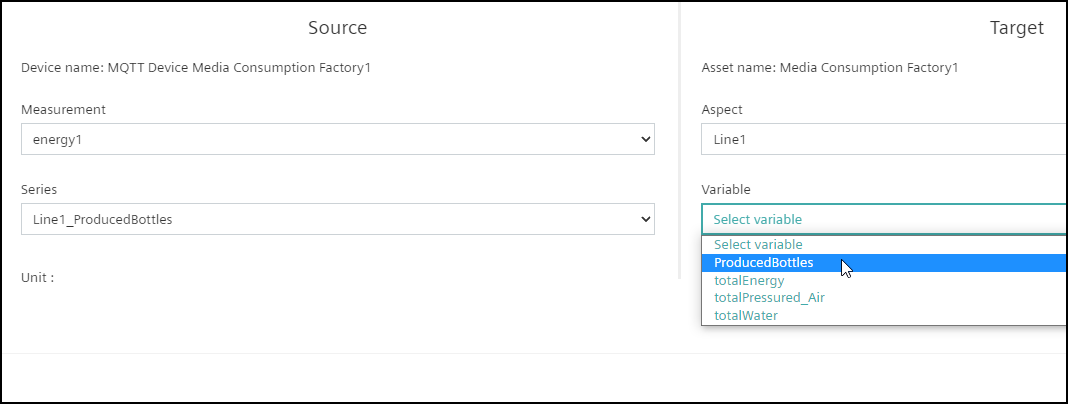 Source
Device name: MQTT Device Media Consumption Factory1
Measurement
energy1
Series
Line1_ProducedBottles
Unit :
Target
Asset name: Media Consumption Factory1
Aspect
Line1
Variable
Select variable
Select variable
ProducedBottles
totalEnergy
totalPressured_Air
totalWater